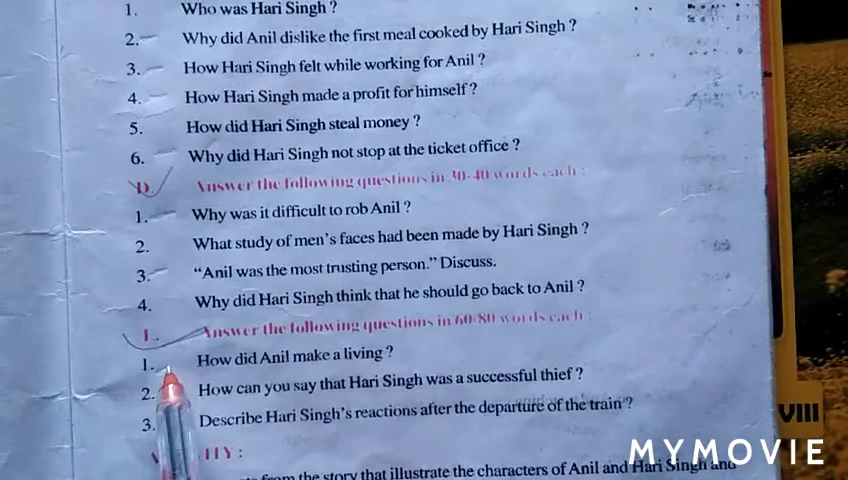 1. Who was Hari Singh ?
2. Why did Anil dislike the first meal cooked by Hari Singh ?
3. How Hari Singh felt while working for Anil ?
4. How Hari Singh made a profit for himself ?
5. How did Hari Singh steal money ?
6. Why did Hari Singh not stop at the ticket office ?
D. Answer the following questions in 30-40 words each :
1. Why was it difficult to rob Anil ?
2. What study of men's faces had been made by Hari Singh ?
3. “Anil was the most trusting person.” Discuss.
4. Why did Hari Singh think that he should go back to Anil ?
Answer the following questions in 60-80 words each :
1. How did Anil make a living ?
2. How can you say that Hari Singh was a successful thief ?
3. Describe Hari Singh's reactions after the departure of the train ?
VIII
MYMOVIE
from the story that illustrate the characters of Anil and Hari Singh and